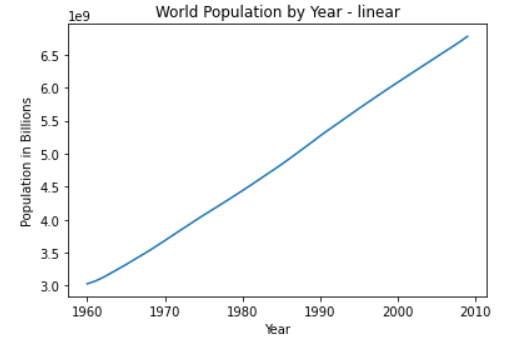 World Population by Year - linear
1e9
6.5
6.0
5.5
5.0
4.5
4.0
3.5
3.0
Population in Billions
1960 1970 1980 1990 2000 2010
Year